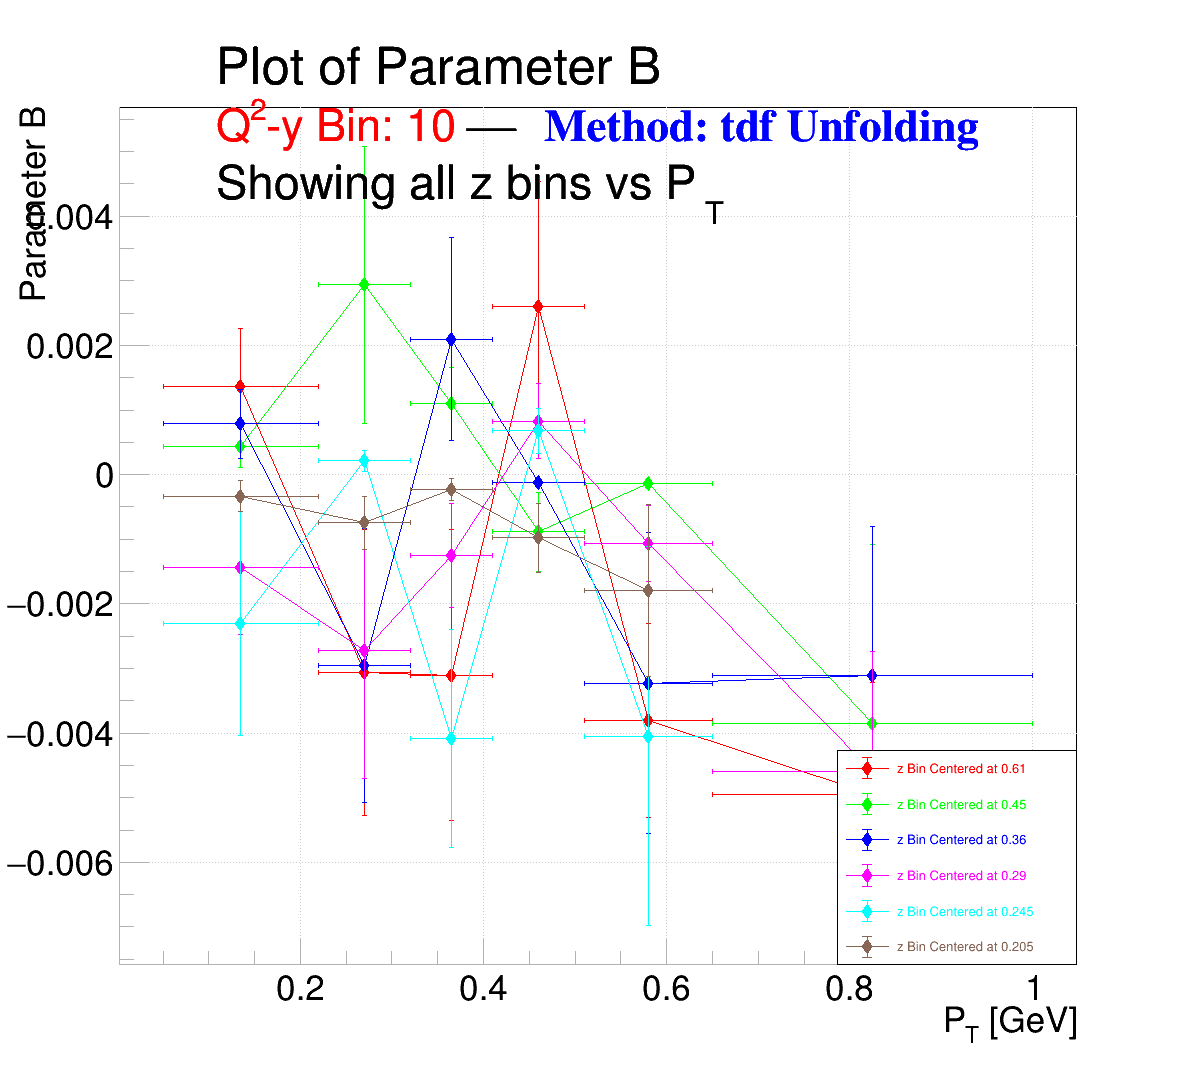 Plot of Parameter B
Q2-y Bin: 10 — Method: tdf Unfolding
Showing all z bins vs PT
Parameter B
0.004
0.002
0
−0.002
−0.004
−0.006
z Bin Centered at 0.61
z Bin Centered at 0.45
z Bin Centered at 0.36
z Bin Centered at 0.29
z Bin Centered at 0.245
z Bin Centered at 0.205
0.2 0.4 0.6 0.8 1
PT [GeV]